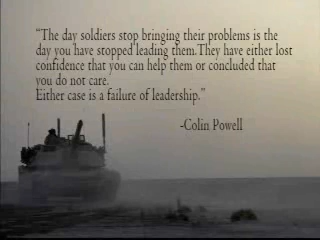 “The day soldiers stop bringing their problems is the
day you have stopped leading them.They have either lost
confidence that you can help them or concluded that
you do not care.
Either case is a failure of leadership.”
-Colin Powell